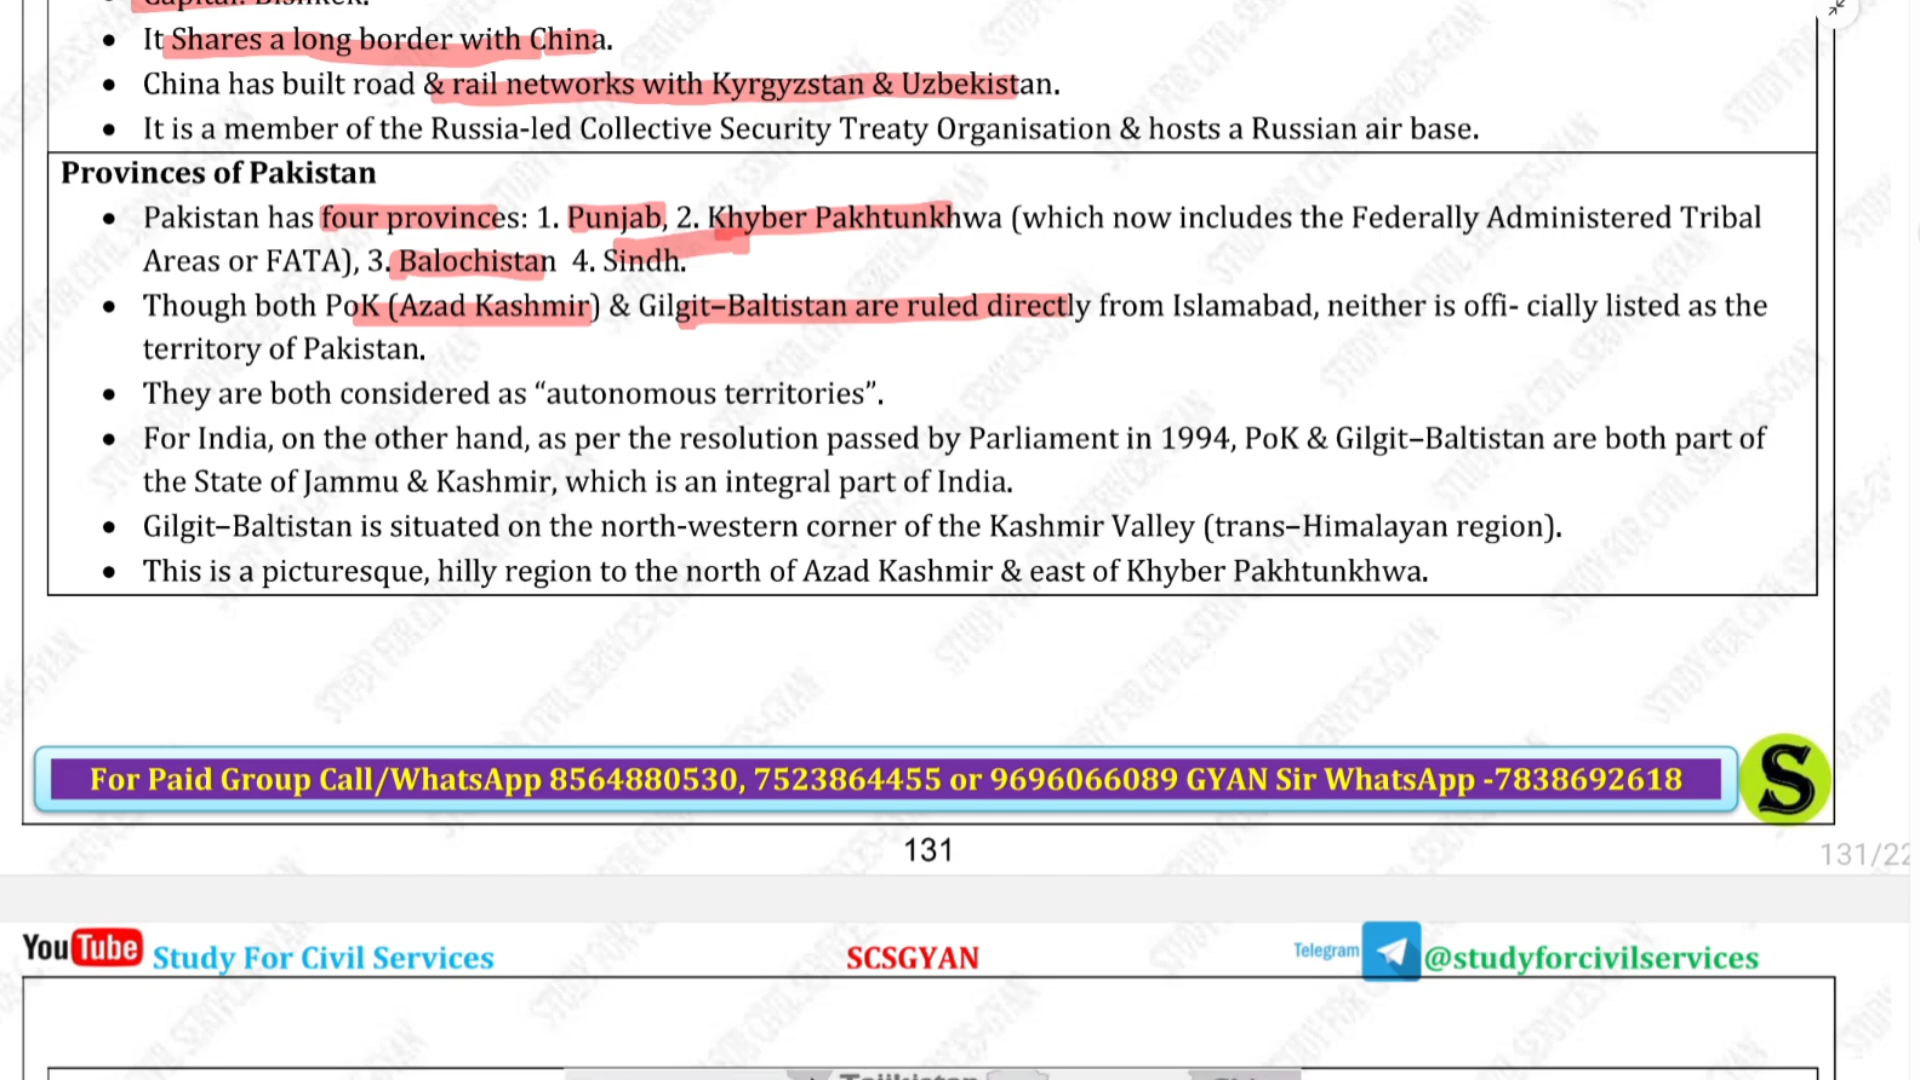 Capital: Bishkek.
• It Shares a long border with China.
• China has built road & rail networks with Kyrgyzstan & Uzbekistan.
• It is a member of the Russia-led Collective Security Treaty Organisation & hosts a Russian air base.
Provinces of Pakistan
• Pakistan has four provinces: 1. Punjab, 2. Khyber Pakhtunkhwa (which now includes the Federally Administered Tribal
Areas or FATA), 3. Balochistan 4. Sindh.
• Though both PoK (Azad Kashmir) & Gilgit–Baltistan are ruled directly from Islamabad, neither is offi- cially listed as the
territory of Pakistan.
• They are both considered as “autonomous territories”.
• For India, on the other hand, as per the resolution passed by Parliament in 1994, PoK & Gilgit–Baltistan are both part of
the State of Jammu & Kashmir, which is an integral part of India.
• Gilgit–Baltistan is situated on the north-western corner of the Kashmir Valley (trans–Himalayan region).
• This is a picturesque, hilly region to the north of Azad Kashmir & east of Khyber Pakhtunkhwa.
For Paid Group Call/WhatsApp 8564880530, 7523864455 or 9696066089 GYAN Sir WhatsApp -7838692618
S
131
131/22
YouTube Study For Civil Services SCSGYAN Telegram @studyforcivilservices
Tajikistan